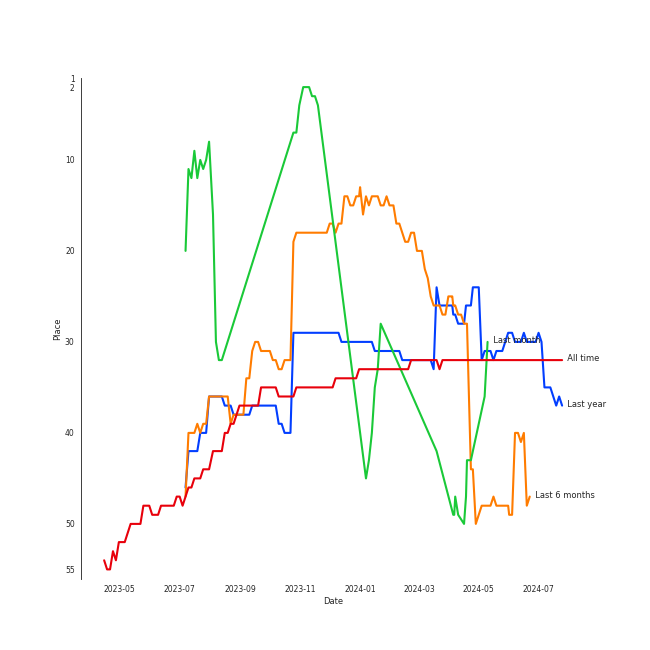 1
2
10
20
30
40
50
55
Place
Last month
All time
Last year
Last 6 months
2023-05
2023-07
2023-09
2023-11
2024-01
2024-03
2024-05
2024-07
Date